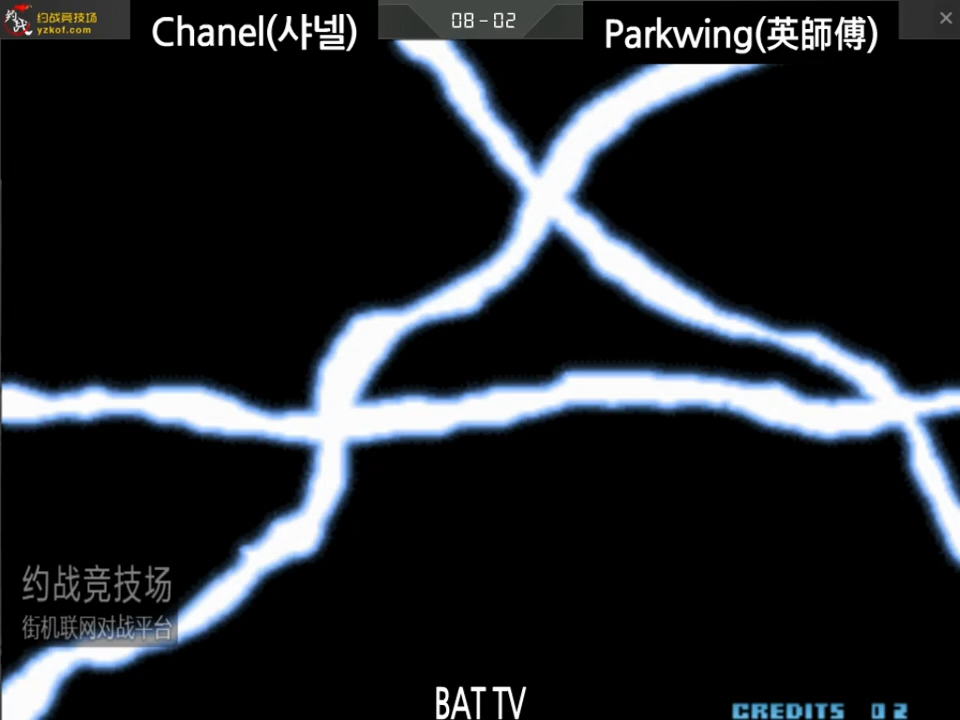 约战竞技场
yzkof.com
Chanel(샤넬)
08-02
Parkwing(英師傅)
约战竞技场
街机联网对战平台
BAT TV
CREDITS 02